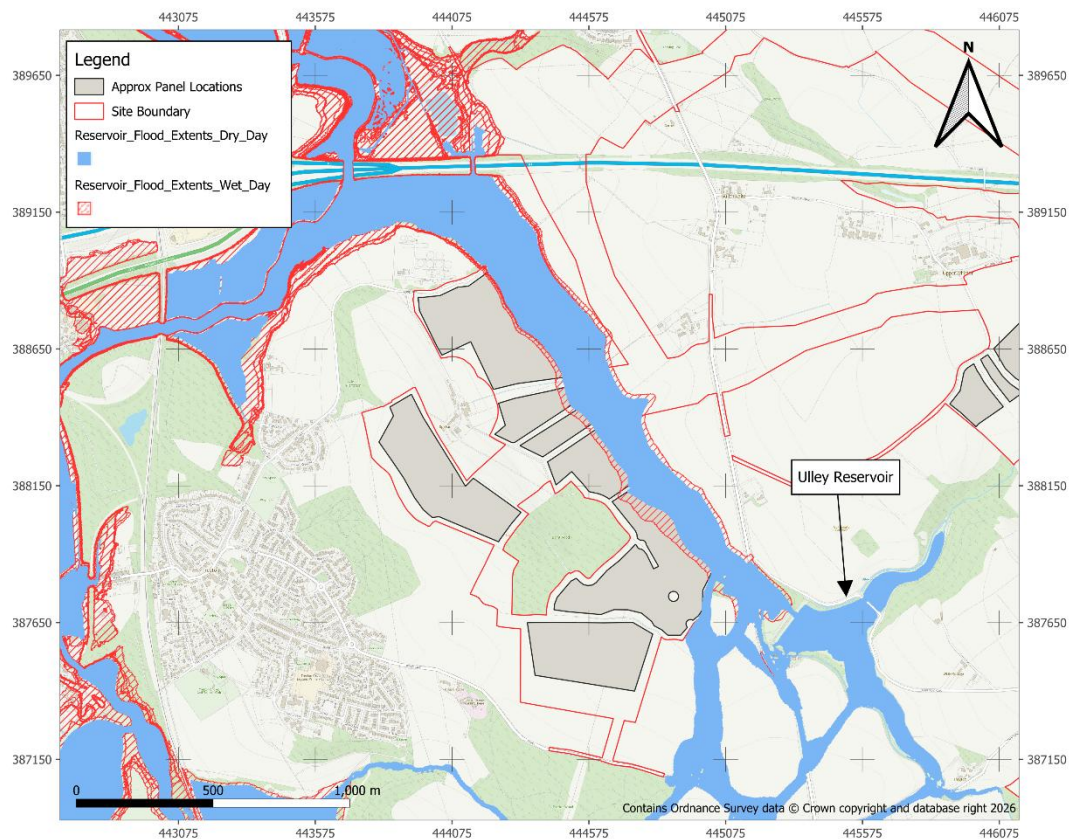 443075 443575 444075 444575 445075 445575 446075
Legend
Approx Panel Locations
Site Boundary
Reservoir_Flood_Extents_Dry_Day
Reservoir_Flood_Extents_Wet_Day
N
389650 389650
389150 389150
388650 388650
388150 388150
Ulley Reservoir
387650 387650
387150 387150
0 500 1,000 m
Contains Ordnance Survey data © Crown copyright and database right 2026
443075 443575 444075 444575 445075 445575 446075